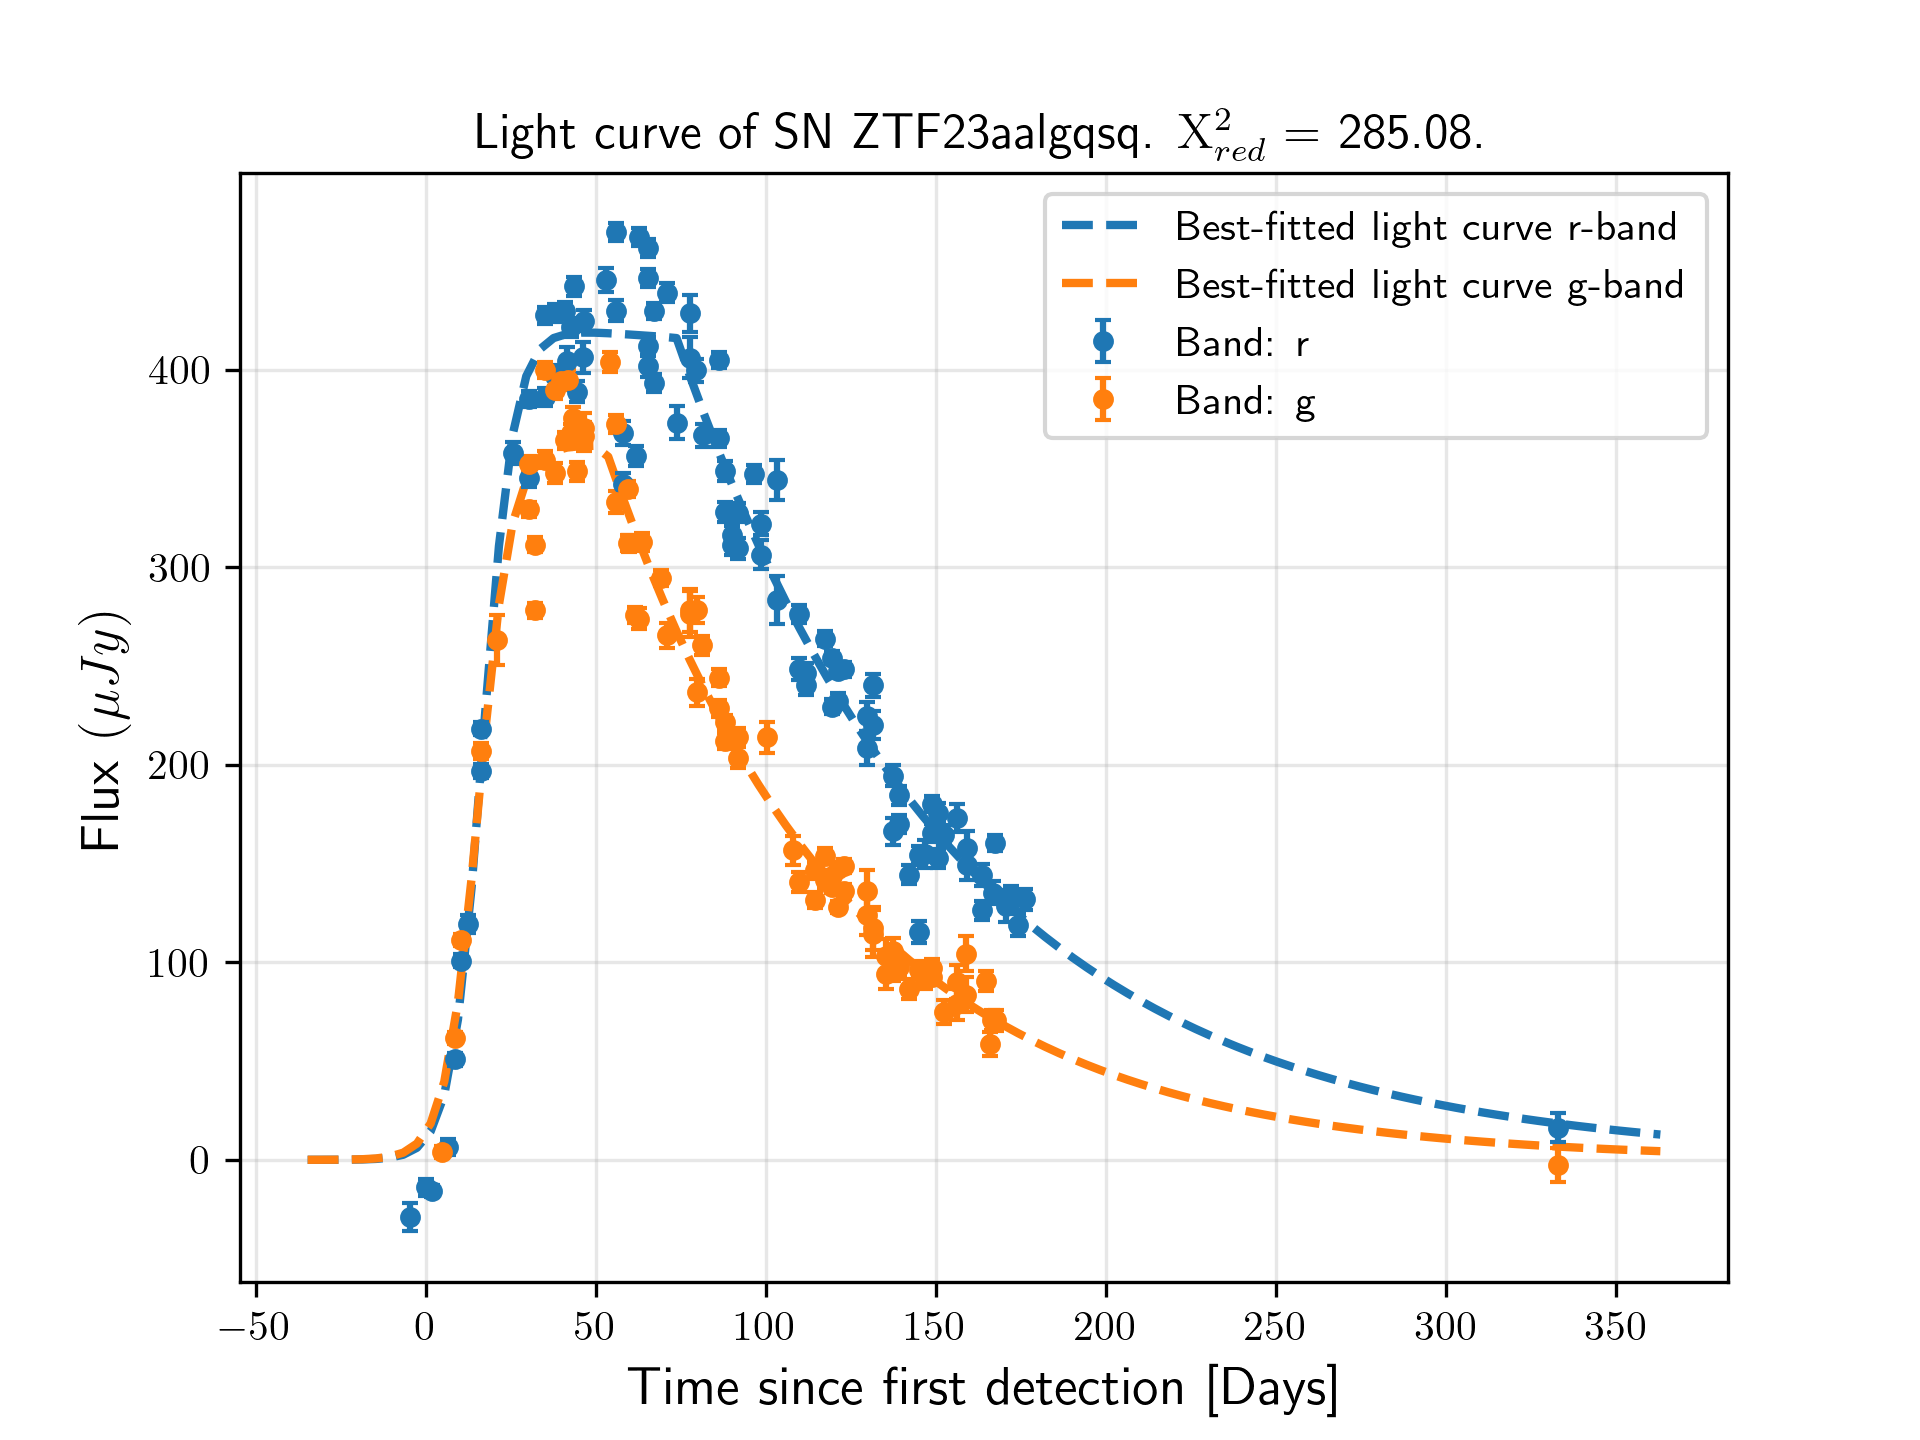 Light curve of SN ZTF23aalgqsq. X²_red = 285.08.
Best-fitted light curve r-band
Best-fitted light curve g-band
Band: r
Band: g
400
300
200
100
0
Flux (μJy)
−50 0 50 100 150 200 250 300 350
Time since first detection [Days]